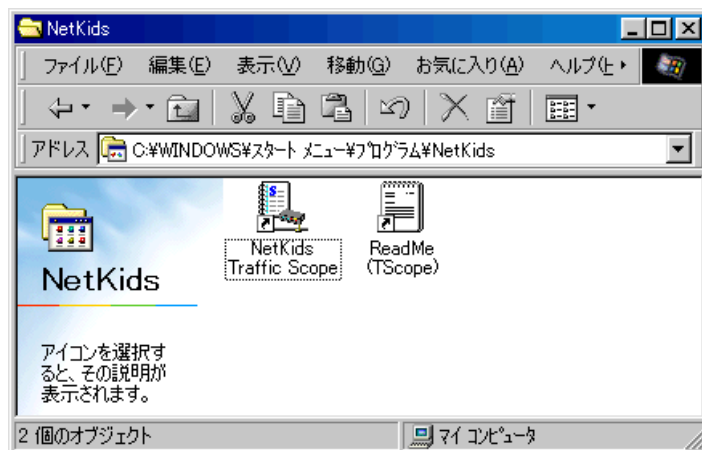 NetKids
ファイル(F) 編集(E) 表示(V) 移動(G) お気に入り(A) ヘルプ(H
アドレス C:¥WINDOWS¥スタート メニュー¥プログラム¥NetKids
NetKids
アイコンを選択す
ると、その説明が
表示されます。
NetKids
Traffic Scope
ReadMe
(TScope)
2 個のオブジェクト
マイ コンピュータ